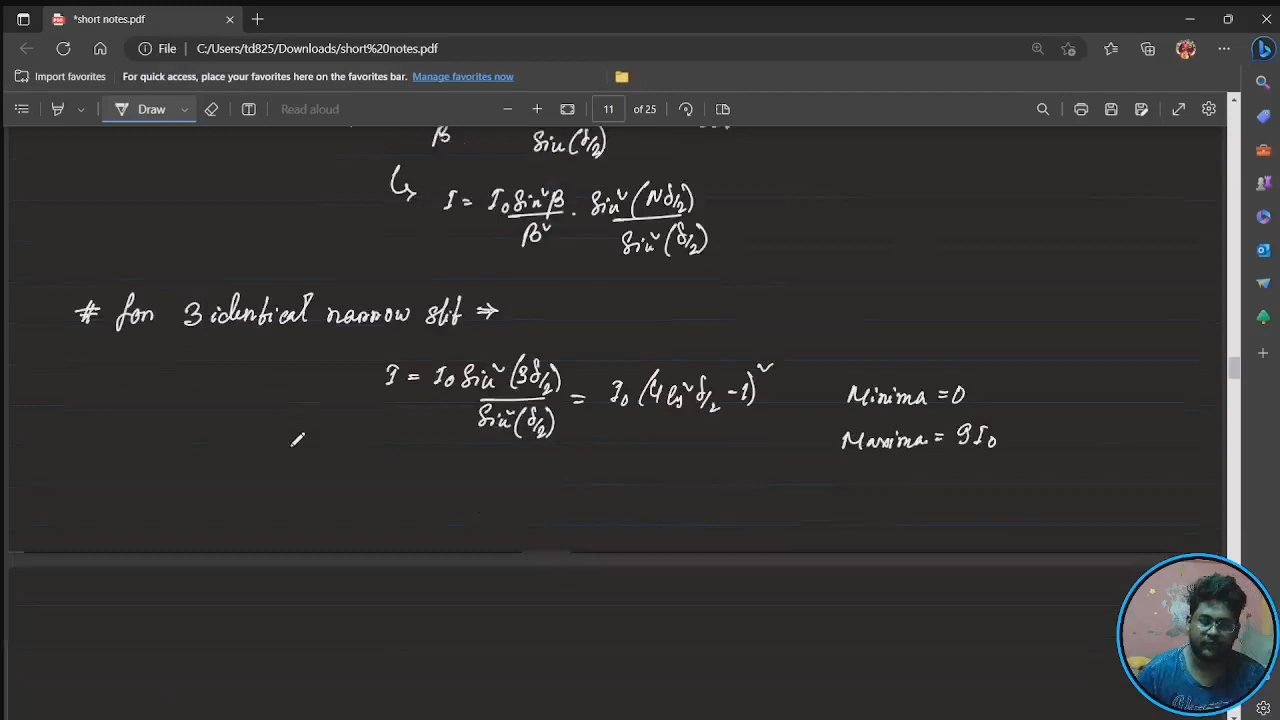 *short notes.pdf
File C:/Users/td825/Downloads/short%20notes.pdf
Import favorites For quick access, place your favorites here on the favorites bar. Manage favorites now
Draw Read aloud 11 of 25
β Sin(δ/2)
↳ I = I₀ Sin²β / β² · Sin²(Nδ/2) / Sin²(δ/2)
# for 3 identical narrow slit ⇒
I = I₀ Sin²(3δ/2) / Sin²(δ/2) = I₀ (4 Cos²δ/2 - 1)²
Minima = 0
Maxima = 9I₀